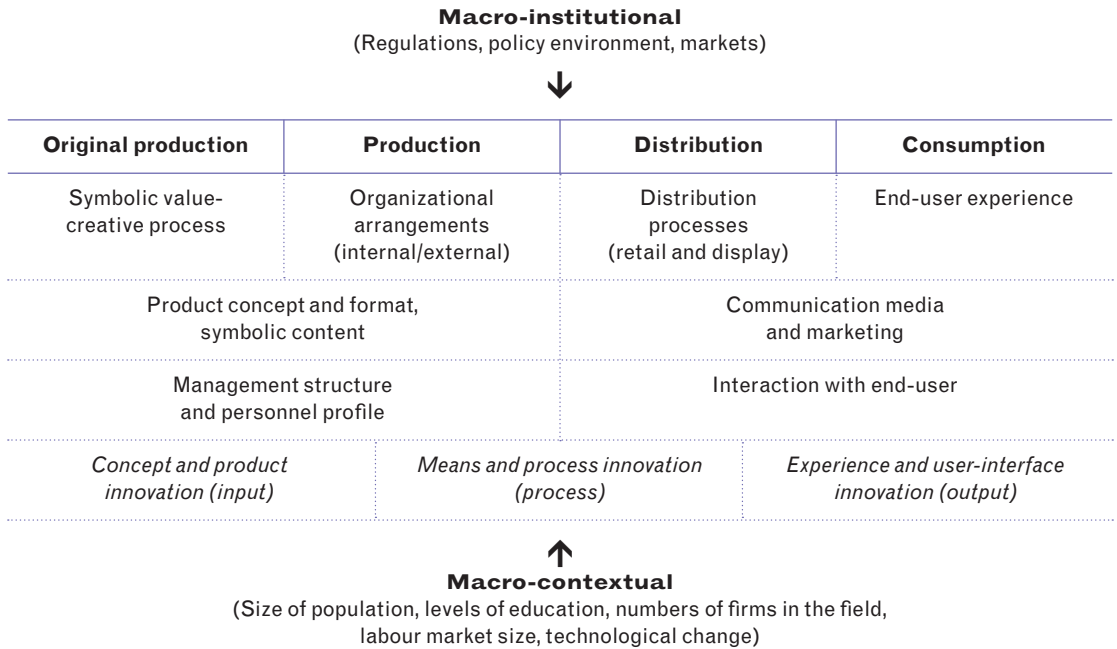 Macro-institutional
(Regulations, policy environment, markets)
Original production
Production
Distribution
Consumption
Symbolic value-
creative process
Organizational
arrangements
(internal/external)
Distribution
processes
(retail and display)
End-user experience
Product concept and format,
symbolic content
Communication media
and marketing
Management structure
and personnel profile
Interaction with end-user
Concept and product
innovation (input)
Means and process innovation
(process)
Experience and user-interface
innovation (output)
Macro-contextual
(Size of population, levels of education, numbers of firms in the field,
labour market size, technological change)